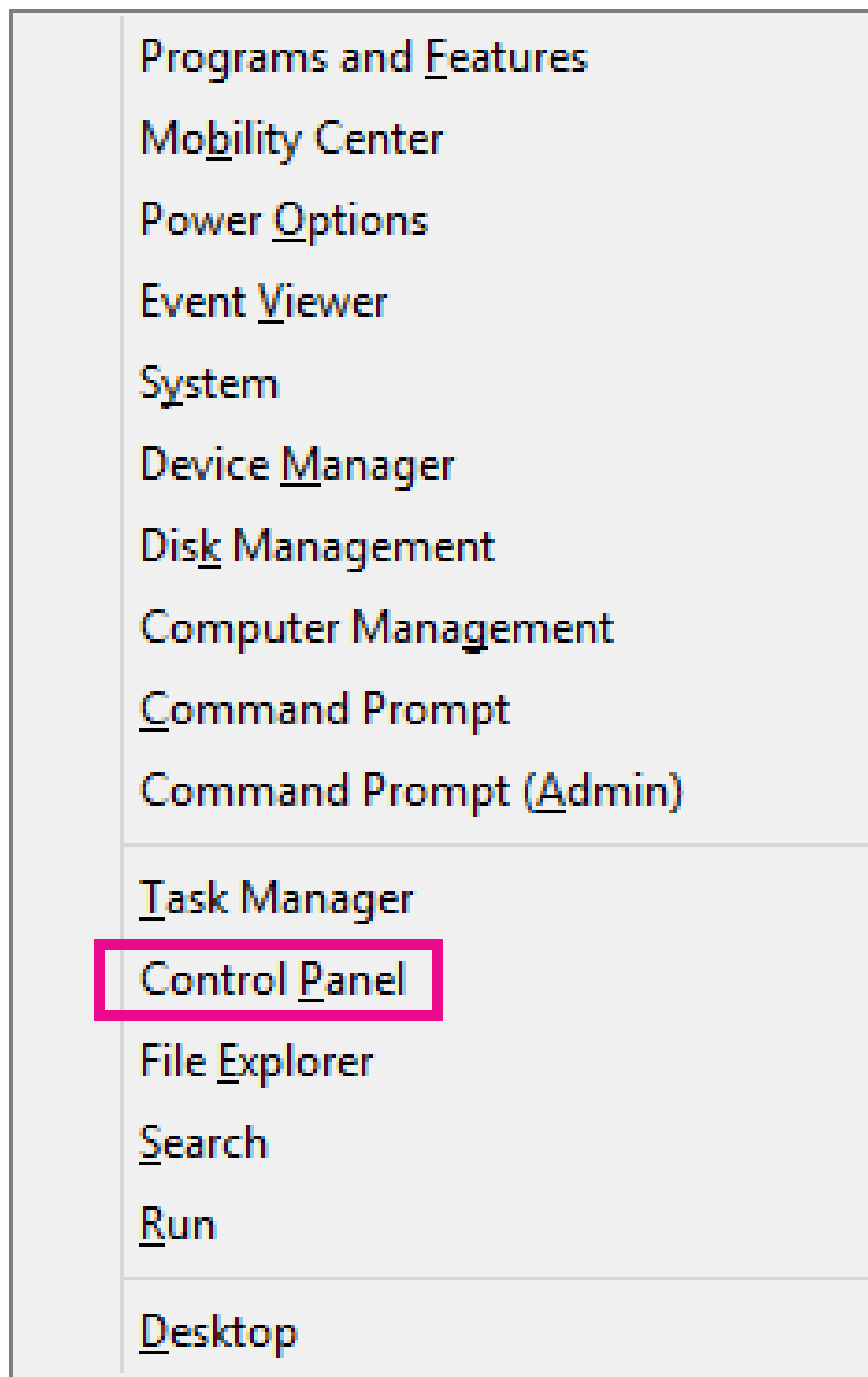 Programs and Features
Mobility Center
Power Options
Event Viewer
System
Device Manager
Disk Management
Computer Management
Command Prompt
Command Prompt (Admin)
Task Manager
Control Panel
File Explorer
Search
Run
Desktop